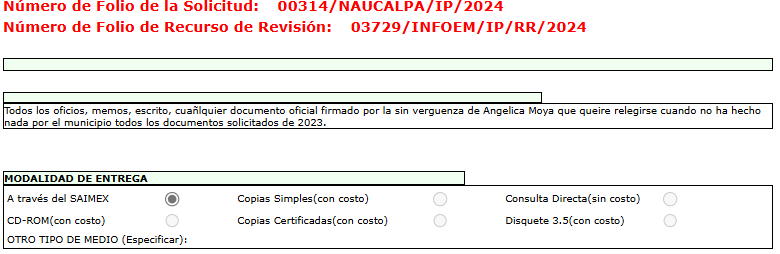 Número de Folio de la Solicitud: 00314/NAUCALPA/IP/2024
Número de Folio de Recurso de Revisión: 03729/INFOEM/IP/RR/2024
Todos los oficios, memos, escrito, cuañlquier documento oficial firmado por la sin verguenza de Angelica Moya que queire relegirse cuando no ha hecho
nada por el municipio todos los documentos solicitados de 2023.
MODALIDAD DE ENTREGA
A través del SAIMEX Copias Simples(con costo) Consulta Directa(sin costo)
CD-ROM(con costo) Copias Certificadas(con costo) Disquete 3.5(con costo)
OTRO TIPO DE MEDIO (Especificar):